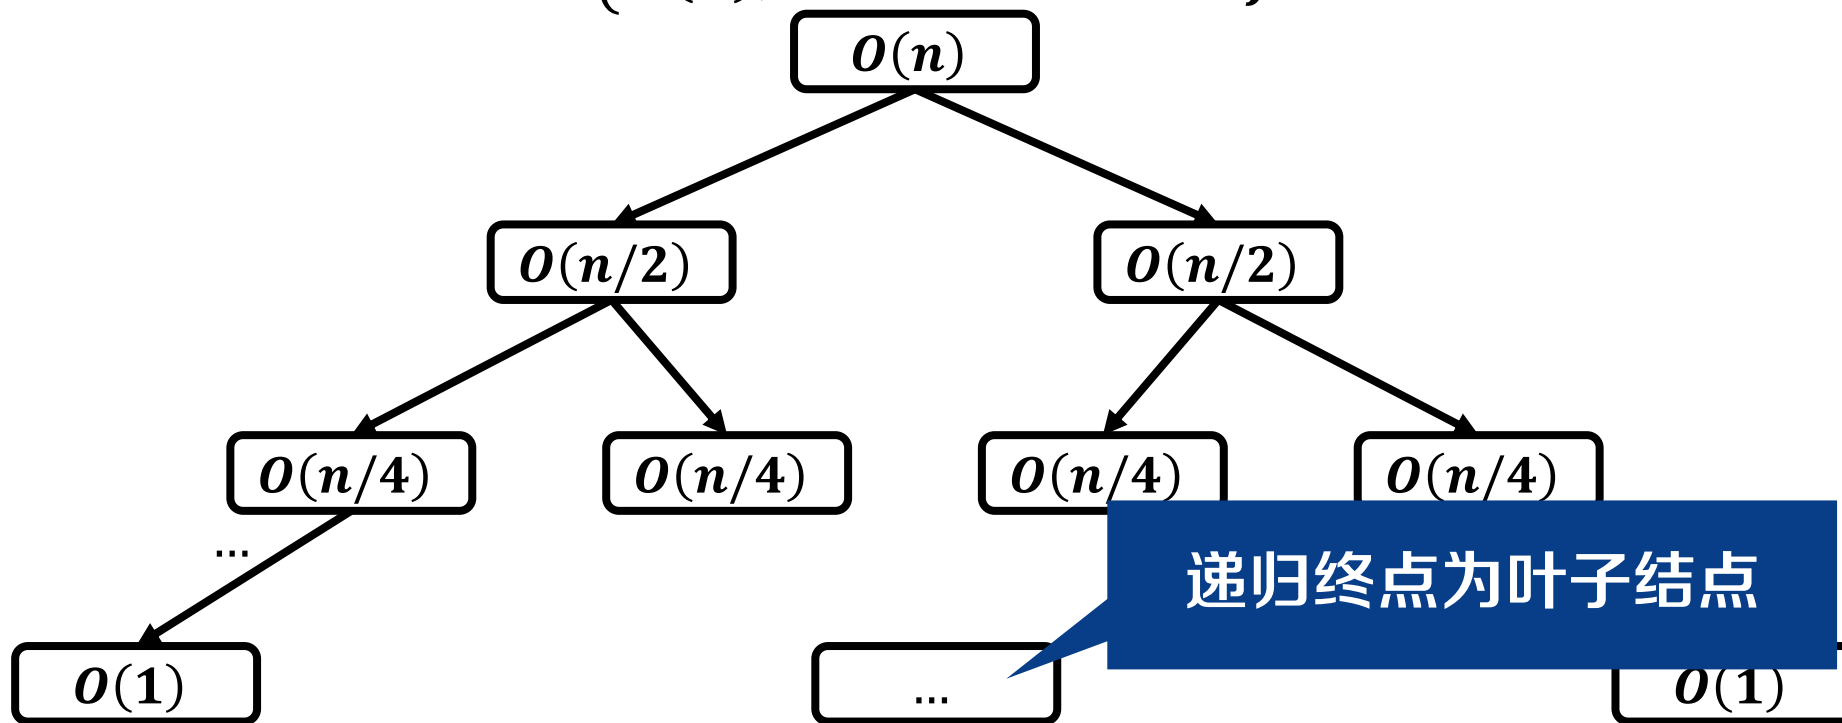 O(n)
O(n/2) O(n/2)
O(n/4) O(n/4) O(n/4) O(n/4)
...
递归终点为叶子结点
O(1) ... O(1)